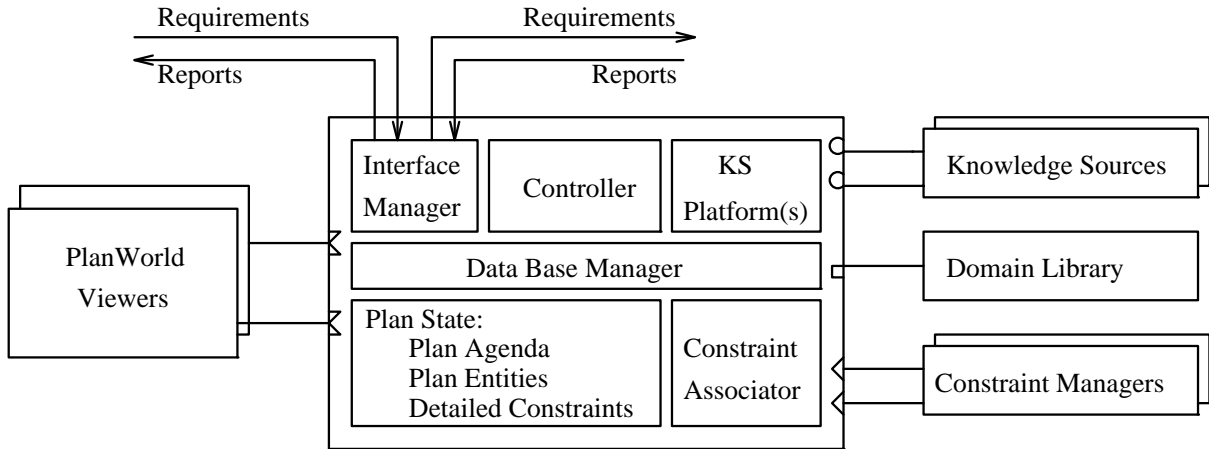 Requirements
Requirements
Reports
Reports
Interface
Manager
Controller
KS
Platform(s)
Knowledge Sources
PlanWorld
Viewers
Data Base Manager
Domain Library
Plan State:
Plan Agenda
Plan Entities
Detailed Constraints
Constraint
Associator
Constraint Managers